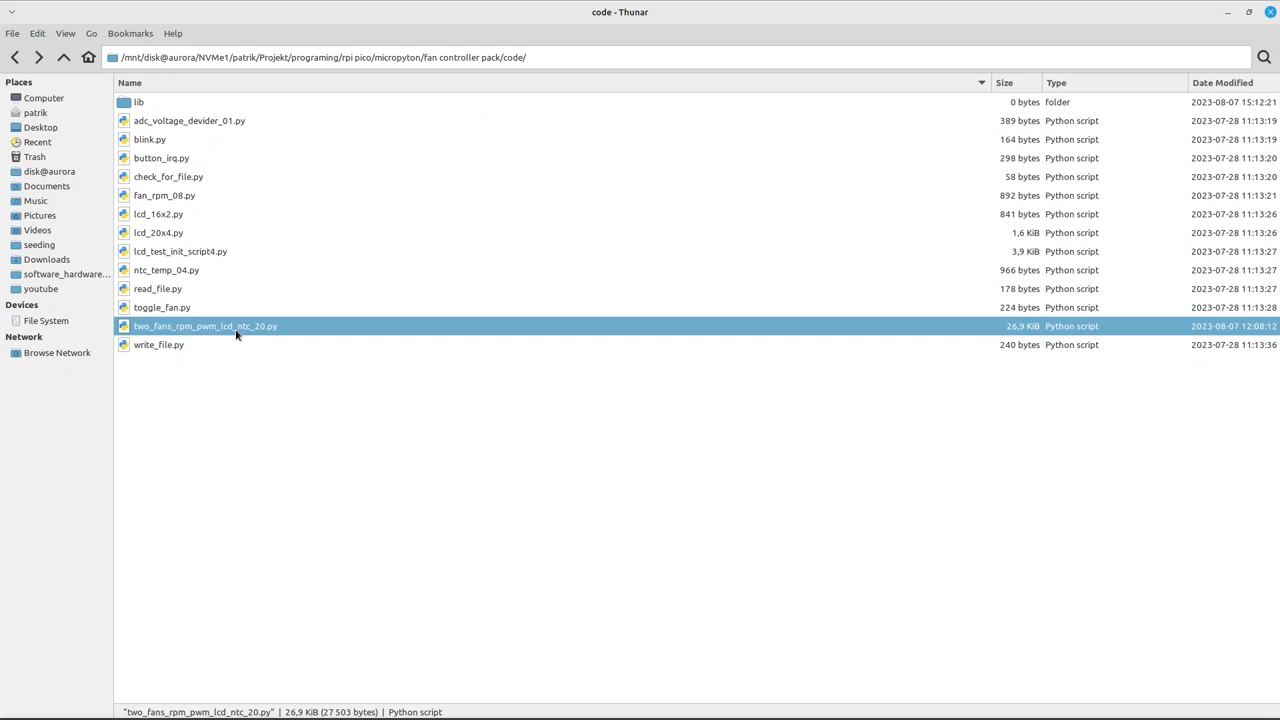 code - Thunar
File Edit View Go Bookmarks Help
/mnt/disk@aurora/NVMe1/patrik/Projekt/programing/rpi pico/micropyton/fan controller pack/code/
Places
Computer
patrik
Desktop
Recent
Trash
disk@aurora
Documents
Music
Pictures
Videos
seeding
Downloads
software_hardware...
youtube
Devices
File System
Network
Browse Network
Name Size Type Date Modified
lib 0 bytes folder 2023-08-07 15:12:21
adc_voltage_devider_01.py 389 bytes Python script 2023-07-28 11:13:19
blink.py 164 bytes Python script 2023-07-28 11:13:19
button_irq.py 298 bytes Python script 2023-07-28 11:13:20
check_for_file.py 58 bytes Python script 2023-07-28 11:13:20
fan_rpm_08.py 892 bytes Python script 2023-07-28 11:13:21
lcd_16x2.py 841 bytes Python script 2023-07-28 11:13:26
lcd_20x4.py 1,6 KiB Python script 2023-07-28 11:13:26
lcd_test_init_script4.py 3,9 KiB Python script 2023-07-28 11:13:27
ntc_temp_04.py 966 bytes Python script 2023-07-28 11:13:27
read_file.py 178 bytes Python script 2023-07-28 11:13:27
toggle_fan.py 224 bytes Python script 2023-07-28 11:13:28
two_fans_rpm_pwm_lcd_ntc_20.py 26,9 KiB Python script 2023-08-07 12:08:12
write_file.py 240 bytes Python script 2023-07-28 11:13:36
"two_fans_rpm_pwm_lcd_ntc_20.py" | 26,9 KiB (27 503 bytes) | Python script